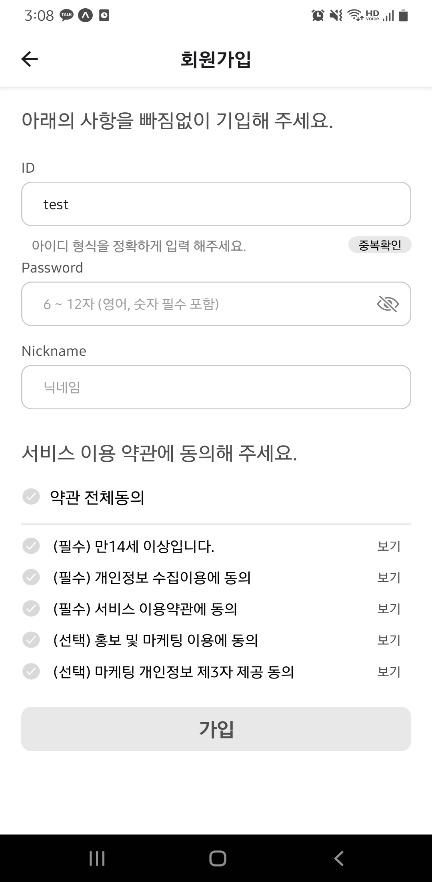 3:08
TALK
HD
VOICE
회원가입
아래의 사항을 빠짐없이 기입해 주세요.
ID
test
아이디 형식을 정확하게 입력 해주세요. 중복확인
Password
6 ~ 12자 (영어, 숫자 필수 포함)
Nickname
닉네임
서비스 이용 약관에 동의해 주세요.
약관 전체동의
(필수) 만14세 이상입니다. 보기
(필수) 개인정보 수집이용에 동의 보기
(필수) 서비스 이용약관에 동의 보기
(선택) 홍보 및 마케팅 이용에 동의 보기
(선택) 마케팅 개인정보 제3자 제공 동의 보기
가입